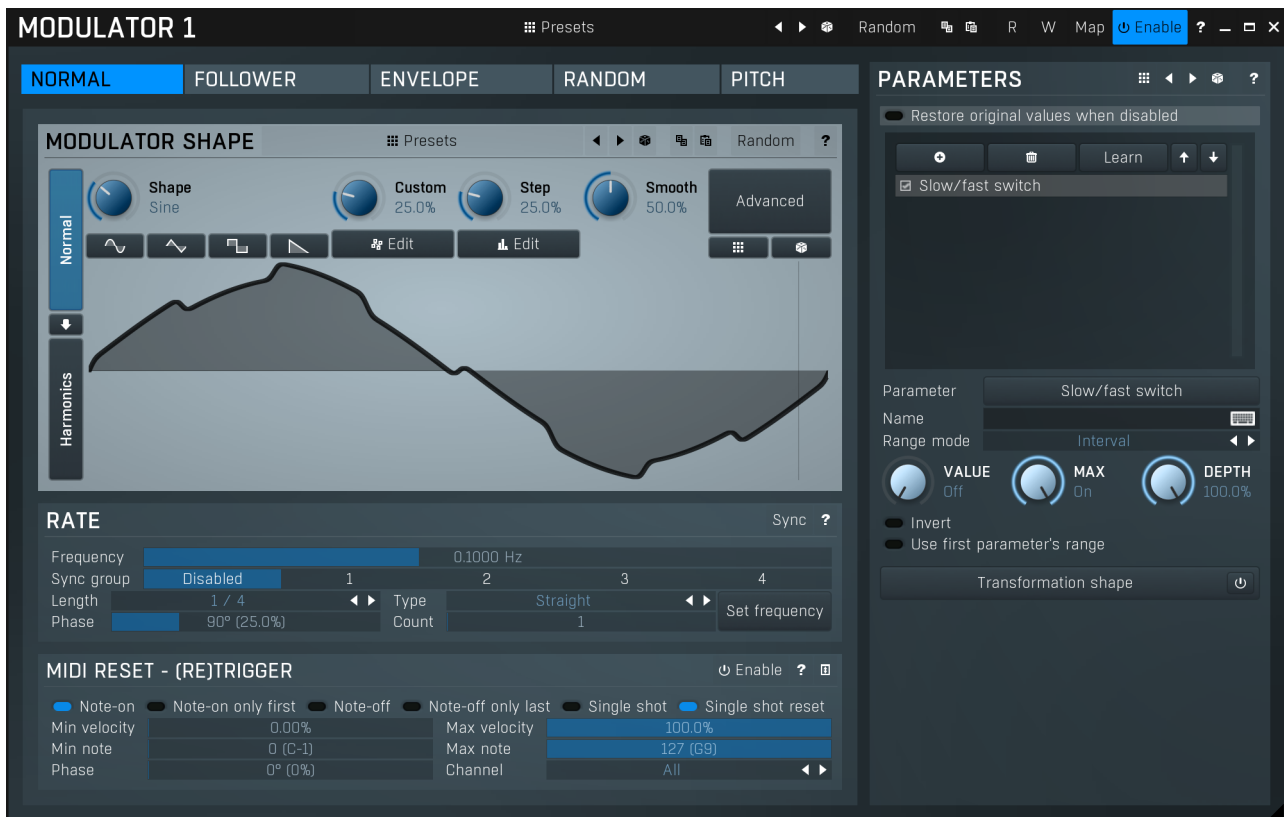 MODULATOR 1 Presets Random R W Map Enable ?
NORMAL FOLLOWER ENVELOPE RANDOM PITCH
MODULATOR SHAPE Presets Random ?
Normal
Harmonics
Shape Custom Step Smooth
Sine 25.0% 25.0% 50.0%
Advanced
Edit Edit
RATE Sync ?
Frequency 0.1000 Hz
Sync group Disabled 1 2 3 4
Length 1 / 4 Type Straight
Set frequency
Phase 90° (25.0%) Count 1
MIDI RESET - (RE)TRIGGER Enable ?
Note-on Note-on only first Note-off Note-off only last Single shot Single shot reset
Min velocity 0.00% Max velocity 100.0%
Min note 0 (C-1) Max note 127 (G9)
Phase 0° (0%) Channel All
PARAMETERS ?
Restore original values when disabled
Learn
Slow/fast switch
Parameter Slow/fast switch
Name
Range mode Interval
VALUE MAX DEPTH
Off On 100.0%
Invert
Use first parameter's range
Transformation shape